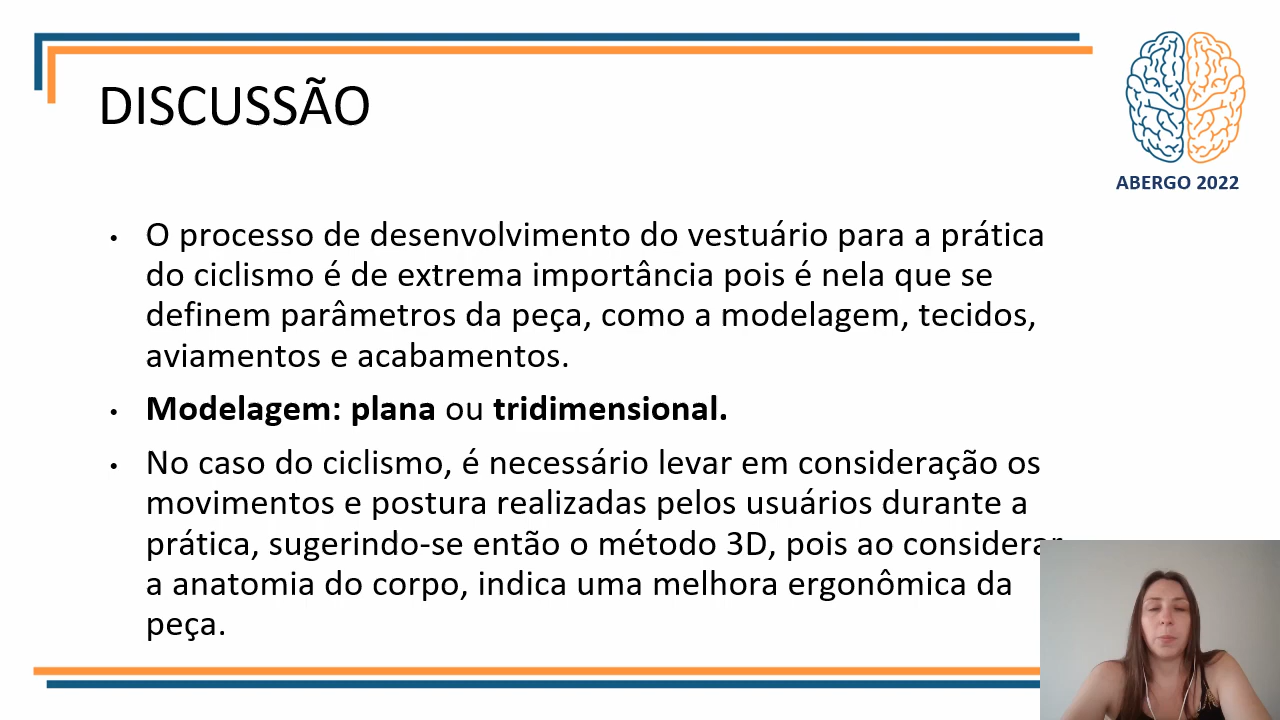 DISCUSSÃO
ABERGO 2022
• O processo de desenvolvimento do vestuário para a prática
do ciclismo é de extrema importância pois é nela que se
definem parâmetros da peça, como a modelagem, tecidos,
aviamentos e acabamentos.
• Modelagem: plana ou tridimensional.
• No caso do ciclismo, é necessário levar em consideração os
movimentos e postura realizadas pelos usuários durante a
prática, sugerindo-se então o método 3D, pois ao considerar
a anatomia do corpo, indica uma melhora ergonômica da
peça.